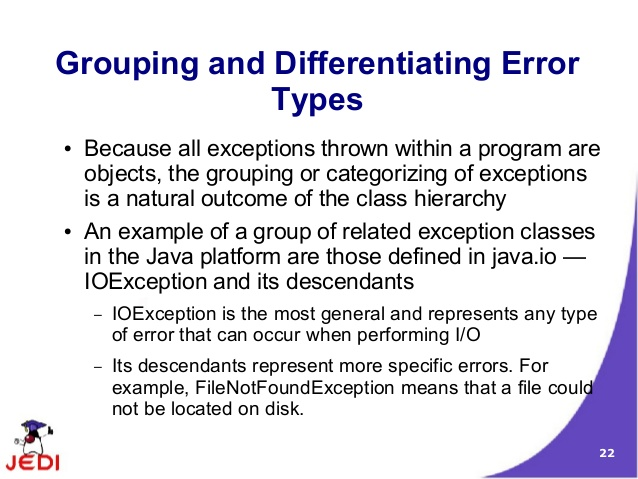 Grouping and Differentiating Error
Types
• Because all exceptions thrown within a program are
objects, the grouping or categorizing of exceptions
is a natural outcome of the class hierarchy
• An example of a group of related exception classes
in the Java platform are those defined in java.io —
IOException and its descendants
– IOException is the most general and represents any type
of error that can occur when performing I/O
– Its descendants represent more specific errors. For
example, FileNotFoundException means that a file could
not be located on disk.
JEDI
22